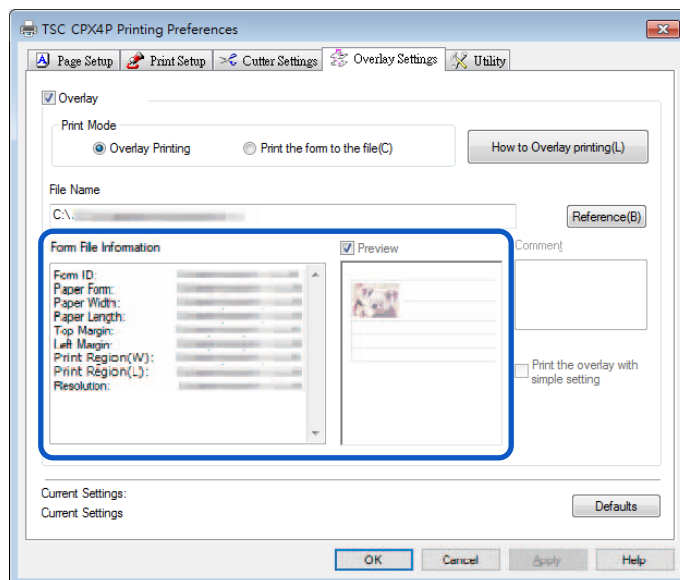 TSC CPX4P Printing Preferences
Page Setup Print Setup Cutter Settings Overlay Settings Utility
Overlay
Print Mode
Overlay Printing Print the form to the file(C) How to Overlay printing(L)
File Name
C:\
Reference(B)
Form File Information Preview Comment
Form ID:
Paper Form:
Paper Width:
Paper Length:
Top Margin:
Left Margin:
Print Region(W):
Print Region(L):
Resolution:
Print the overlay with
simple setting
Current Settings:
Current Settings
Defaults
OK Cancel Apply Help